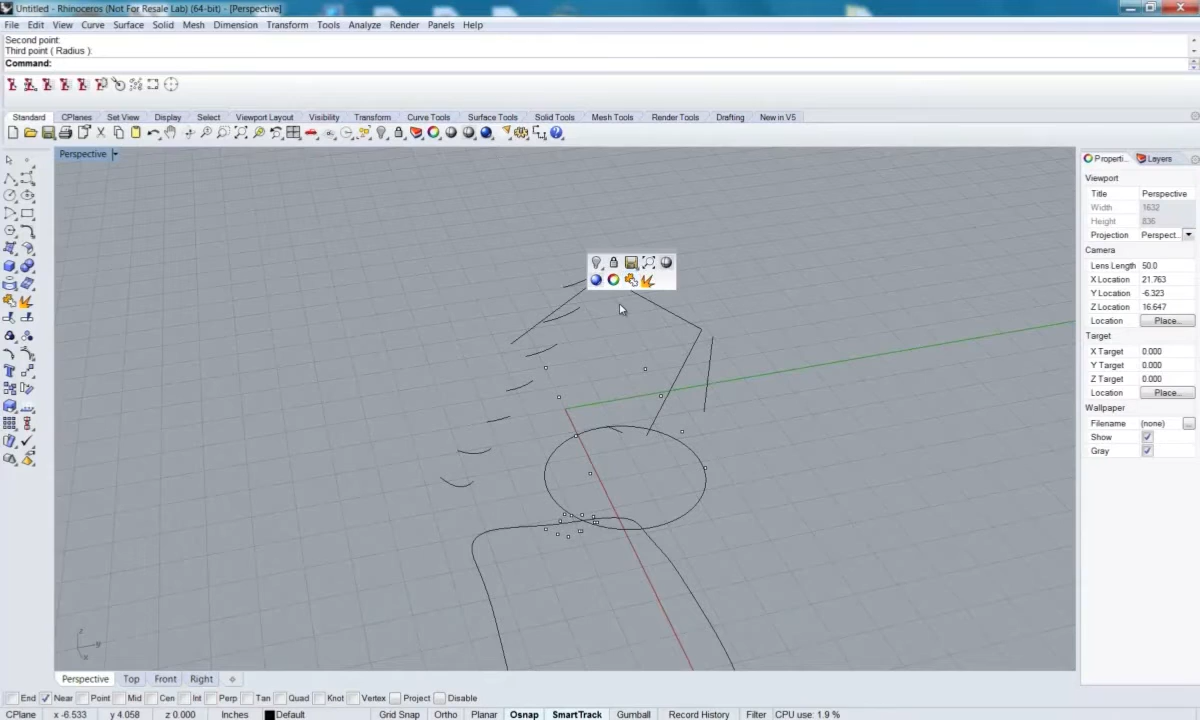 Untitled - Rhinoceros (Not For Resale Lab) (64-bit) - [Perspective]
File Edit View Curve Surface Solid Mesh Dimension Transform Tools Analyze Render Panels Help
Second point:
Third point ( Radius ):
Command:
Standard CPlanes Set View Display Select Viewport Layout Visibility Transform Curve Tools Surface Tools Solid Tools Mesh Tools Render Tools Drafting New in V5
Perspective
Properti... Layers
Viewport
Title Perspective
Width 1632
Height 836
Projection Perspect...
Camera
Lens Length 50.0
X Location 21.763
Y Location -6.323
Z Location 16.647
Location Place...
Target
X Target 0.000
Y Target 0.000
Z Target 0.000
Location Place...
Wallpaper
Filename (none) ...
Show
Gray
z
y
x
Perspective Top Front Right
End Near Point Mid Cen Int Perp Tan Quad Knot Vertex Project Disable
CPlane x -6.533 y 4.058 z 0.000 Inches Default Grid Snap Ortho Planar Osnap SmartTrack Gumball Record History Filter CPU use: 1.9 %